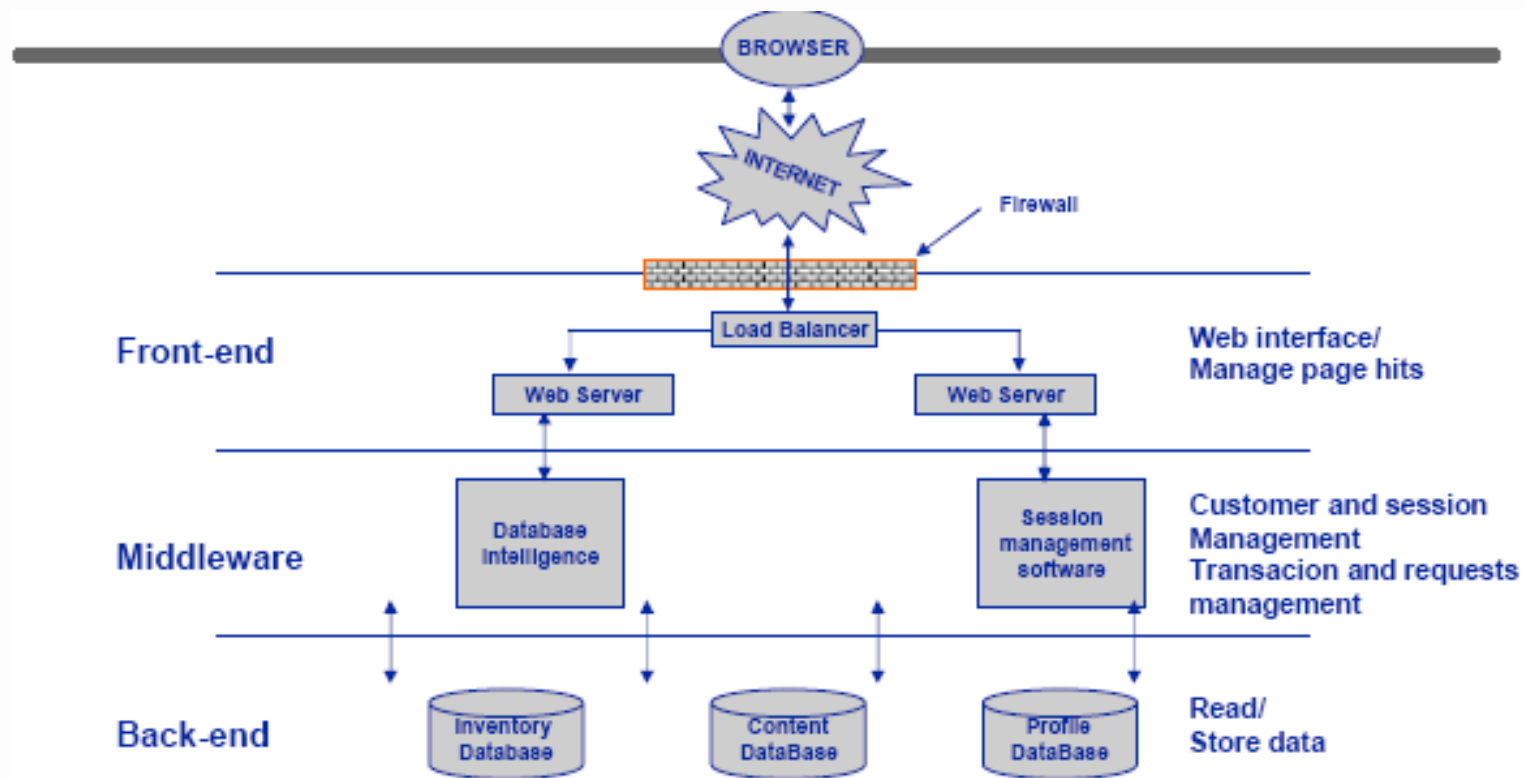 BROWSER
INTERNET
Firewall
Load Balancer
Front-end
Web interface/
Manage page hits
Web Server
Web Server
Database
intelligence
Session
management
software
Middleware
Customer and session
Management
Transacion and requests
management
Back-end
Inventory
Database
Content
DataBase
Profile
DataBase
Read/
Store data